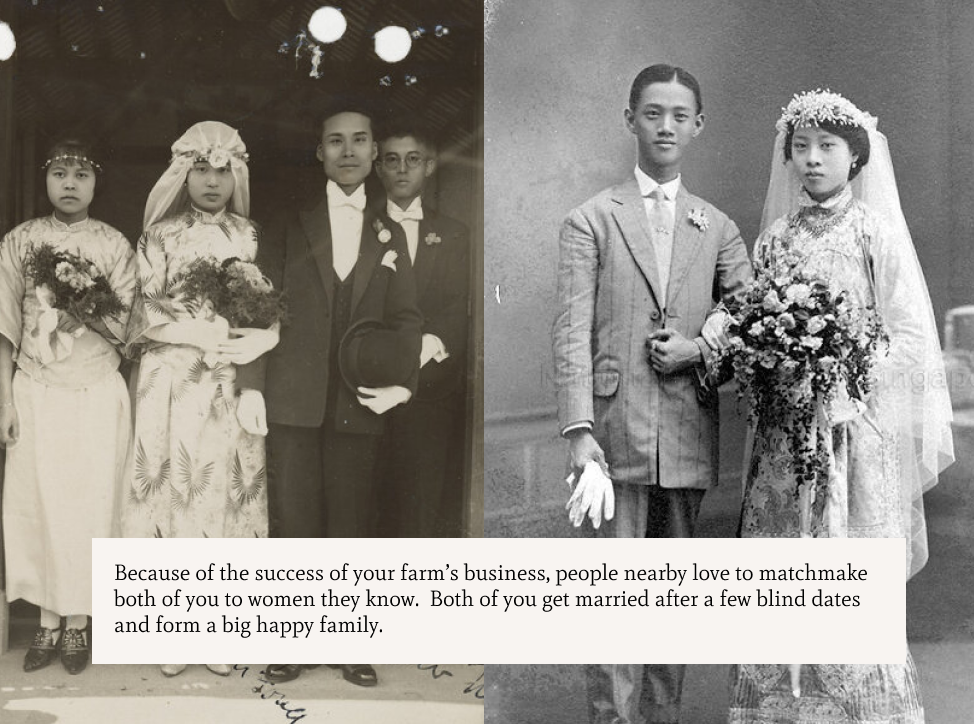 Because of the success of your farm’s business, people nearby love to matchmake
both of you to women they know.  Both of you get married after a few blind dates
and form a big happy family.